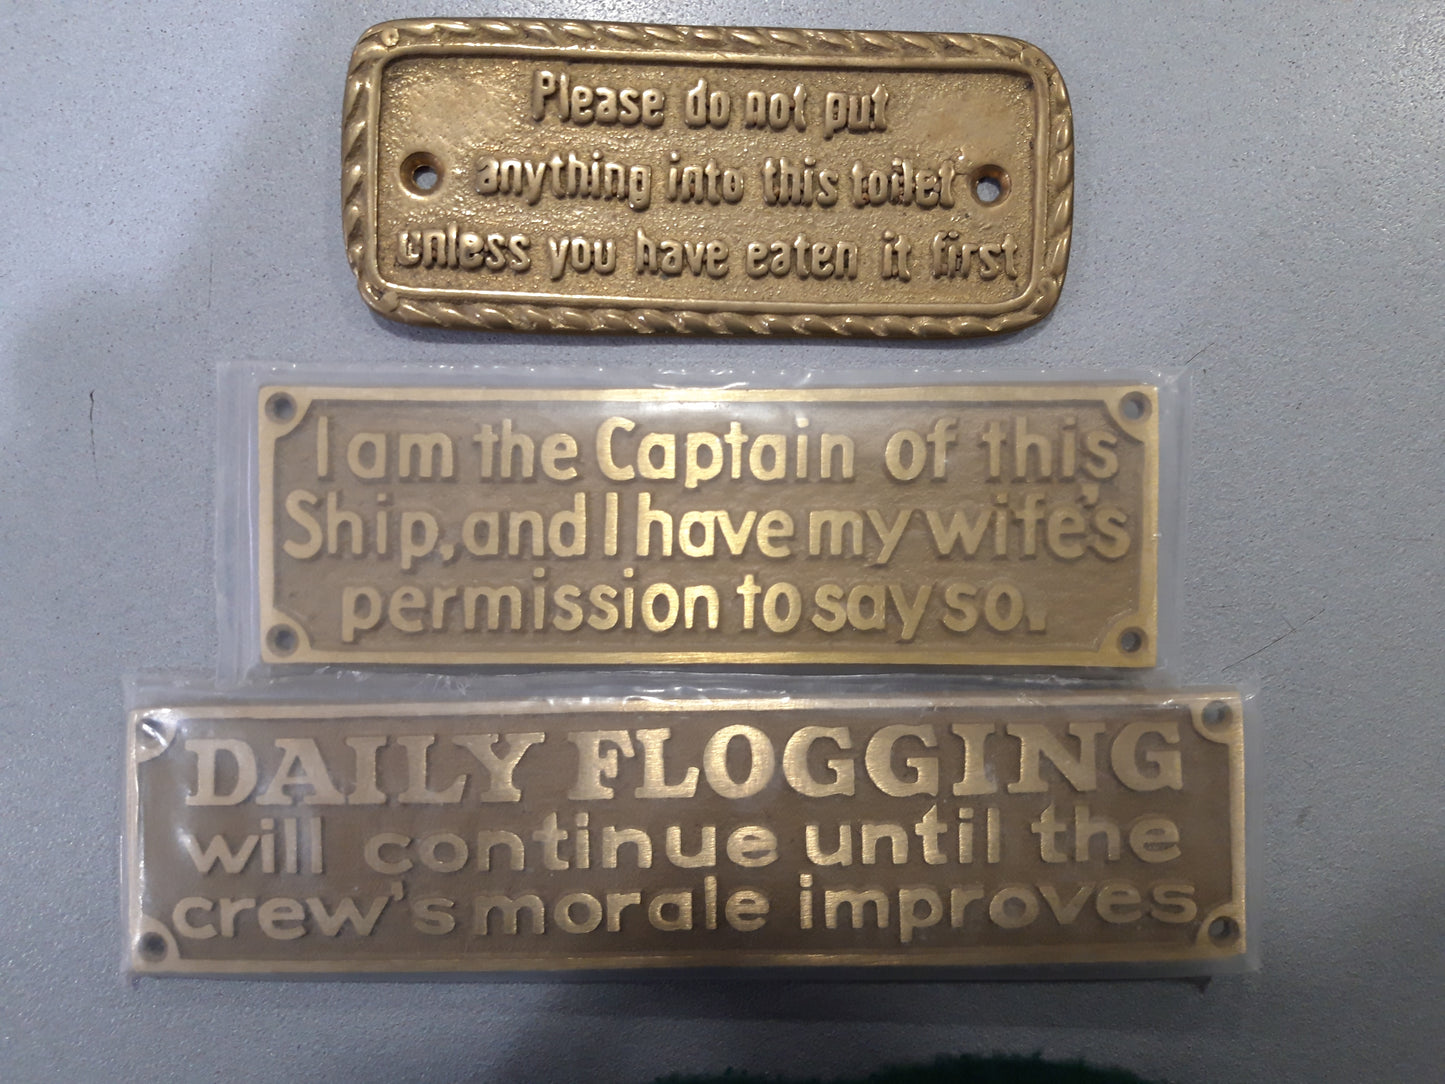 Please do not put
anything into this toilet
unless you have eaten it first
I am the Captain of this
Ship, and I have my wife's
permission to say so.
DAILY FLOGGING
will continue until the
crew's morale improves